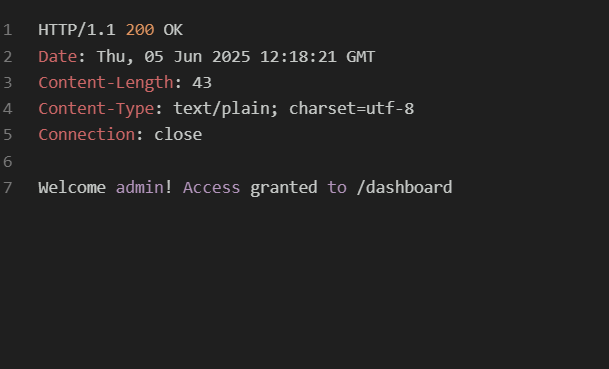 1 HTTP/1.1 200 OK
2 Date: Thu, 05 Jun 2025 12:18:21 GMT
3 Content-Length: 43
4 Content-Type: text/plain; charset=utf-8
5 Connection: close
6
7 Welcome admin! Access granted to /dashboard